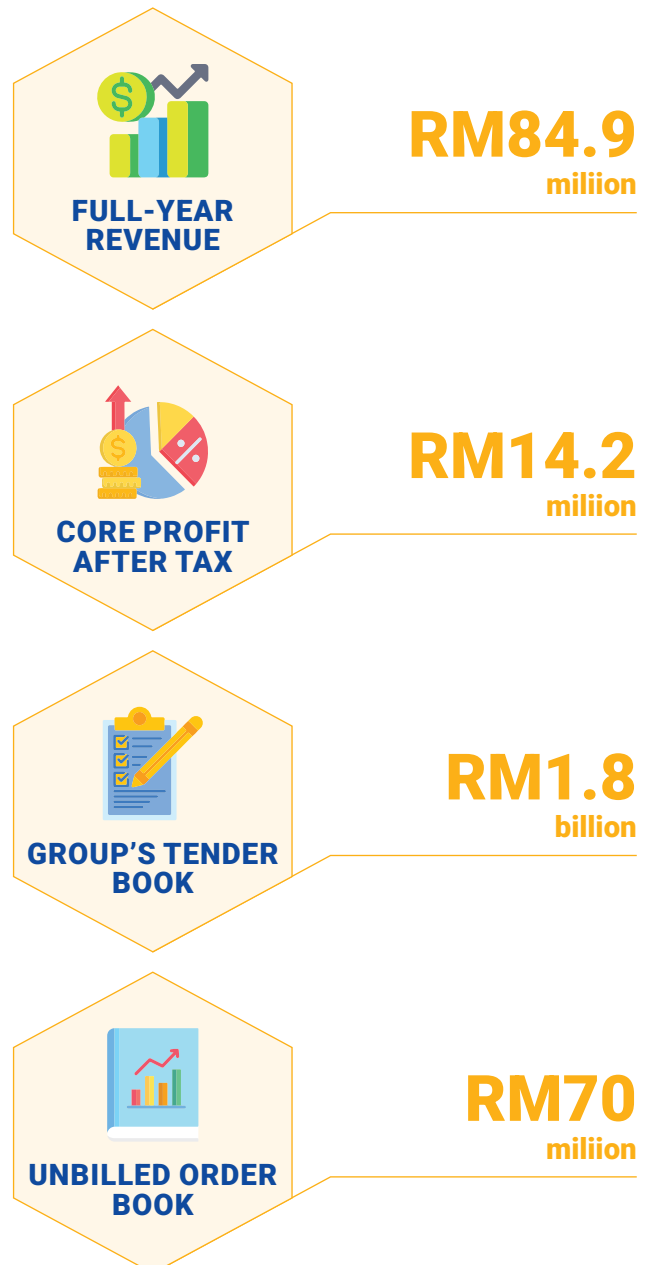 FULL-YEAR
REVENUE
RM84.9
miliion
CORE PROFIT
AFTER TAX
RM14.2
miliion
GROUP’S TENDER
BOOK
RM1.8
billion
UNBILLED ORDER
BOOK
RM70
miliion